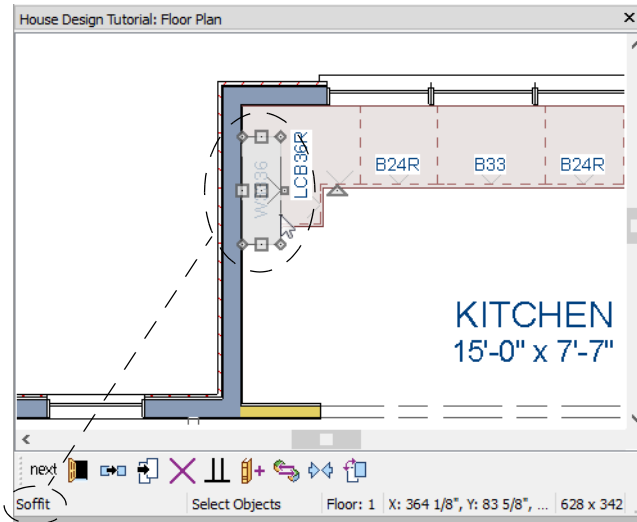 House Design Tutorial: Floor Plan
LCB36R
B24R
B33
B24R
KITCHEN
15'-0" x 7'-7"
next
Soffit
Select Objects
Floor: 1
X: 364 1/8", Y: 83 5/8", ...
628 x 342